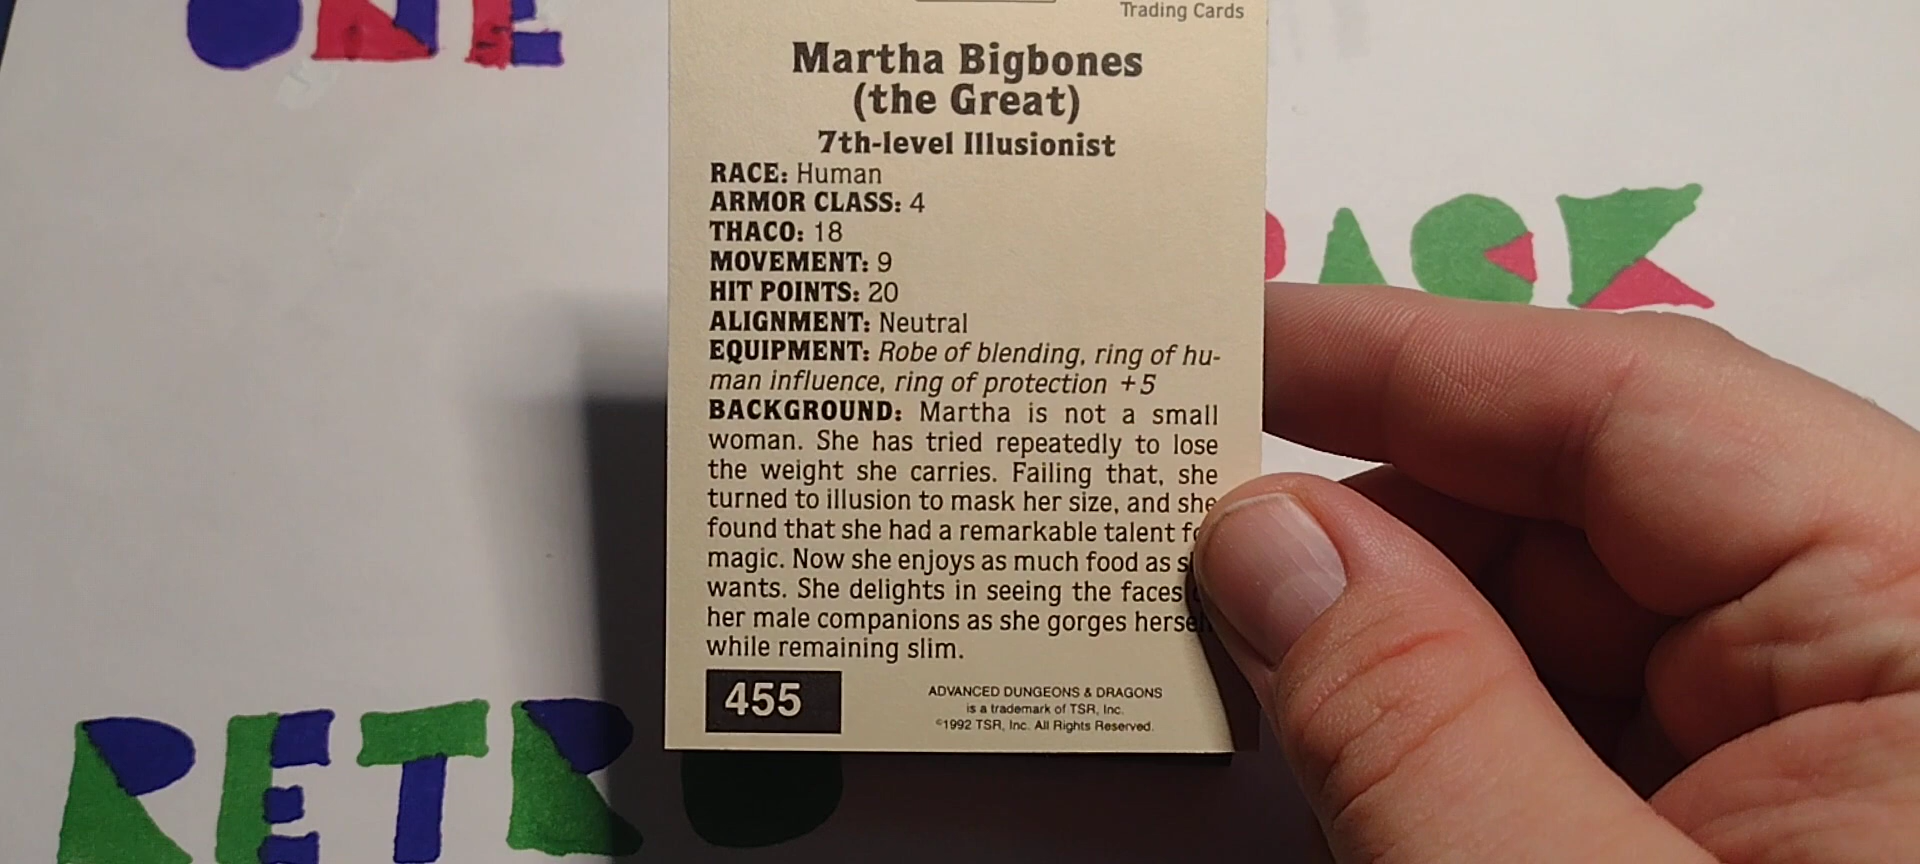 ONE
Trading Cards
Martha Bigbones
(the Great)
7th-level Illusionist
RACE: Human
ARMOR CLASS: 4
THACO: 18
MOVEMENT: 9
HIT POINTS: 20
ALIGNMENT: Neutral
EQUIPMENT: Robe of blending, ring of hu-
man influence, ring of protection +5
BACKGROUND: Martha is not a small
woman. She has tried repeatedly to lose
the weight she carries. Failing that, she
turned to illusion to mask her size, and she
found that she had a remarkable talent
magic. Now she enjoys as much food as
wants. She delights in seeing the faces
her male companions as she gorges
while remaining slim.
455
ADVANCED DUNGEONS & DRAGONS
is a trademark of TSR, Inc.
©1992 TSR, Inc. All Rights Reserved.
PACK
RETRO